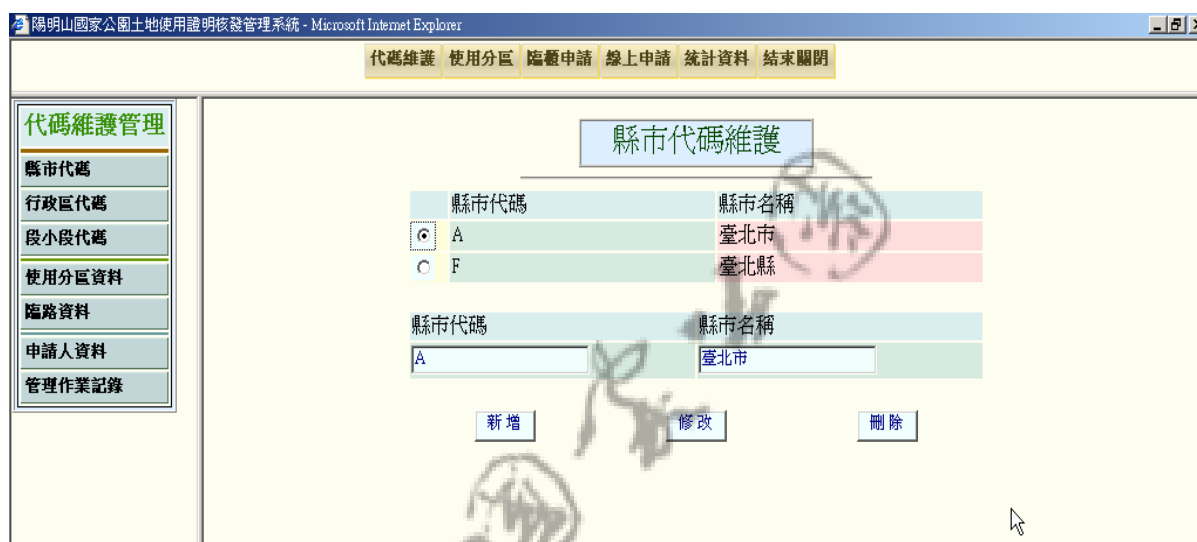 陽明山國家公園土地使用證明核發管理系統 - Microsoft Internet Explorer
代碼維護 使用分區 臨櫃申請 線上申請 統計資料 結束關閉
代碼維護管理
縣市代碼
行政區代碼
段小段代碼
使用分區資料
臨路資料
申請人資料
管理作業記錄
縣市代碼維護
縣市代碼 縣市名稱
A 臺北市
F 臺北縣
縣市代碼 縣市名稱
A 臺北市
新增 修改 刪除